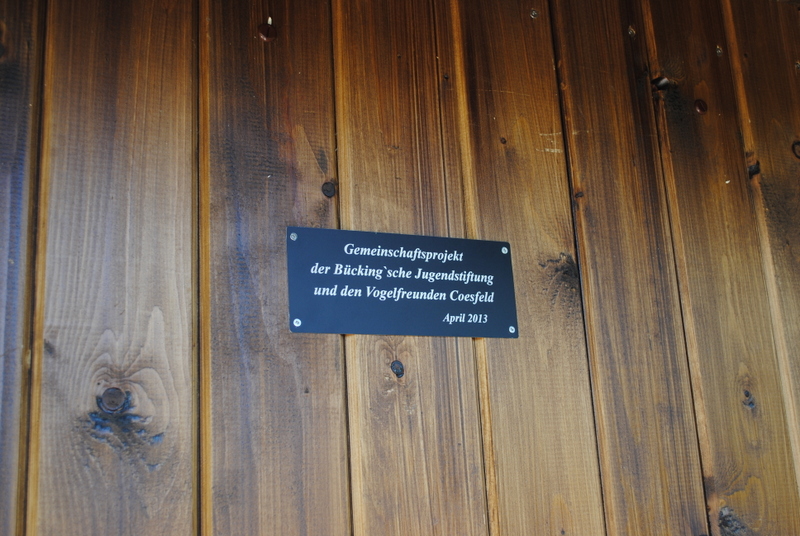 Gemeinschaftsprojekt
der Bücking`sche Jugendstiftung
und den Vogelfreunden Coesfeld
April 2013